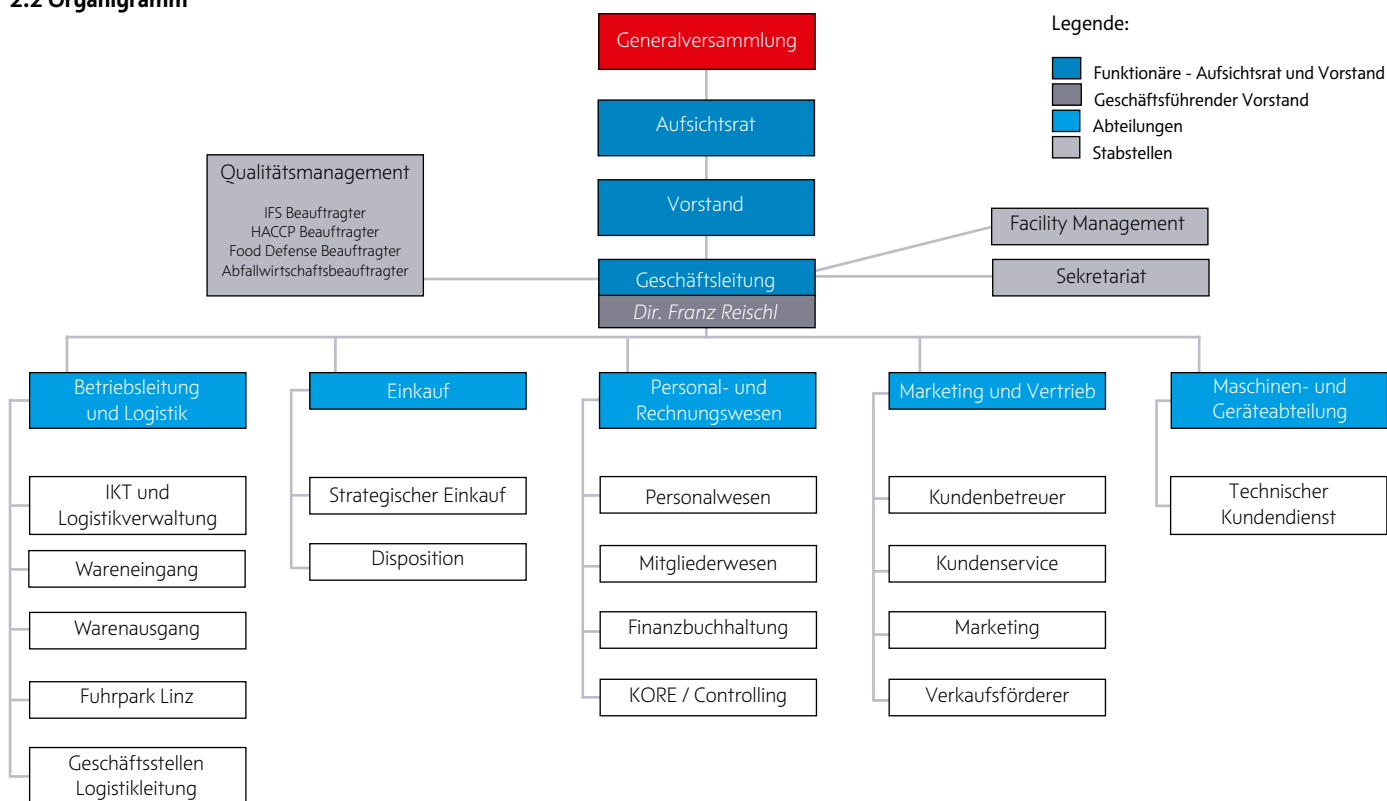 2.2 Organigramm
Generalversammlung
Legende:
Funktionäre - Aufsichtsrat und Vorstand
Geschäftsführender Vorstand
Abteilungen
Stabstellen
Aufsichtsrat
Qualitätsmanagement
IFS Beauftragter
HACCP Beauftragter
Food Defense Beauftragter
Abfallwirtschaftsbeauftragter
Vorstand
Facility Management
Geschäftsleitung
Dir. Franz Reischl
Sekretariat
Betriebsleitung
und Logistik
Einkauf
Personal- und
Rechnungswesen
Marketing und Vertrieb
Maschinen- und
Geräteabteilung
IKT und
Logistikverwaltung
Wareneingang
Warenausgang
Fuhrpark Linz
Geschäftsstellen
Logistikleitung
Strategischer Einkauf
Disposition
Personalwesen
Mitgliederwesen
Finanzbuchhaltung
KORE / Controlling
Kundenbetreuer
Kundenservice
Marketing
Verkaufsförderer
Technischer
Kundendienst